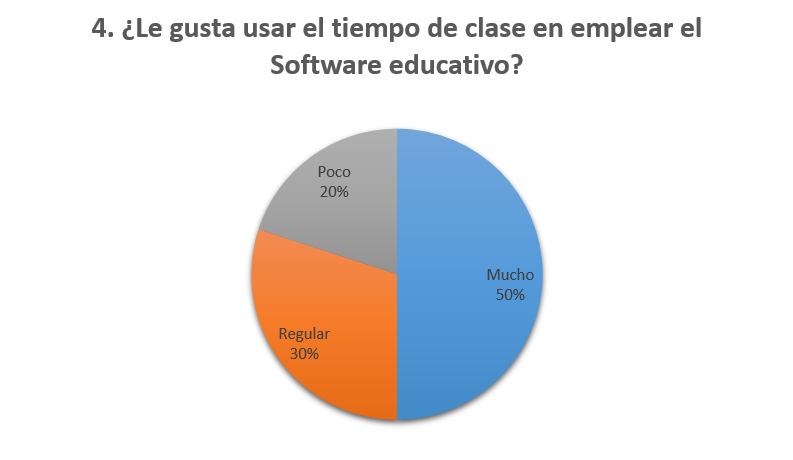 4. ¿Le gusta usar el tiempo de clase en emplear el
Software educativo?
Poco
20%
Mucho
50%
Regular
30%